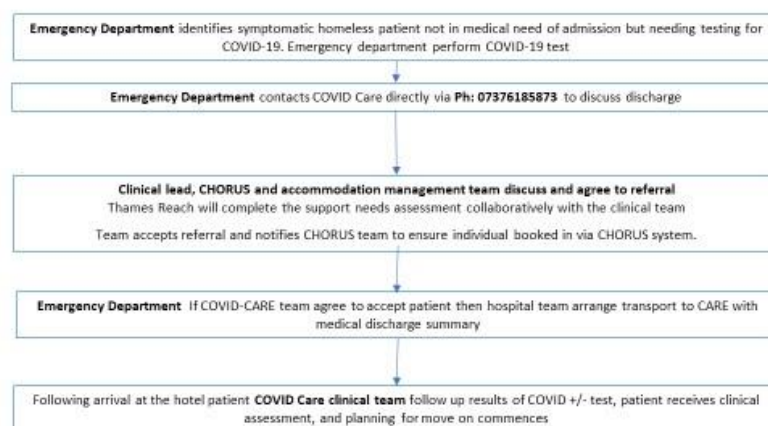 Emergency Department identifies symptomatic homeless patient not in medical need of admission but needing testing for
COVID-19. Emergency department perform COVID-19 test
Emergency Department contacts COVID Care directly via Ph: 07376185873 to discuss discharge
Clinical lead, CHORUS and accommodation management team discuss and agree to referral
Thames Reach will complete the support needs assessment collaboratively with the clinical team
Team accepts referral and notifies CHORUS team to ensure individual booked in via CHORUS system.
Emergency Department If COVID-CARE team agree to accept patient then hospital team arrange transport to CARE with
medical discharge summary
Following arrival at the hotel patient COVID Care clinical team follow up results of COVID +/- test, patient receives clinical
assessment, and planning for move on commences